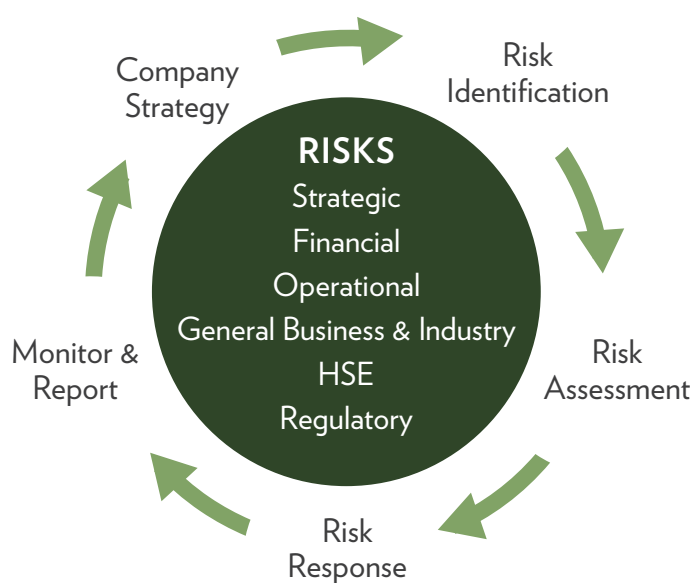 Company
Strategy
Risk
Identification
Risk
Assessment
Risk
Response
Monitor &
Report
RISKS
Strategic
Financial
Operational
General Business & Industry
HSE
Regulatory